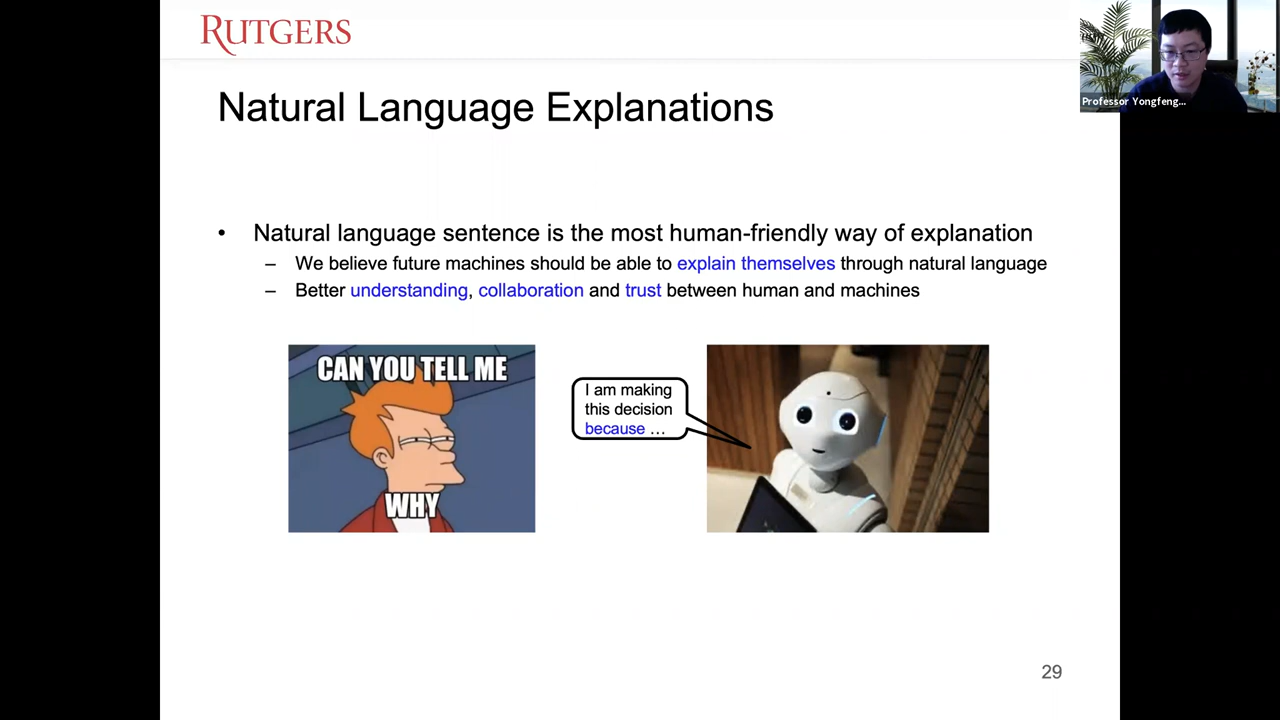 RUTGERS
Professor Yongfeng...
Natural Language Explanations
• Natural language sentence is the most human-friendly way of explanation
– We believe future machines should be able to explain themselves through natural language
– Better understanding, collaboration and trust between human and machines
CAN YOU TELL ME
WHY
I am making
this decision
because ...
29